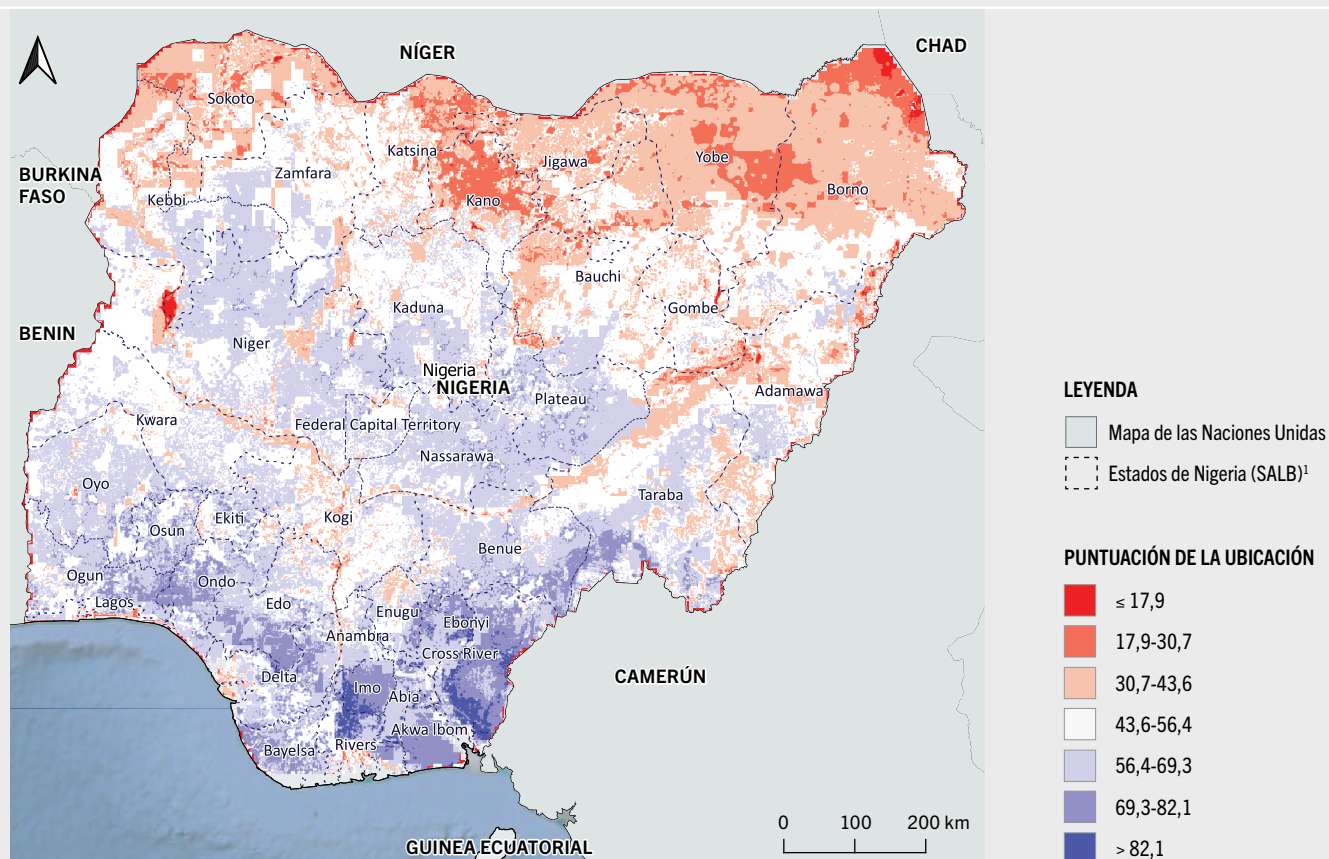 NÍGER
CHAD
Sokoto
Katsina
Jigawa
Yobe
BURKINA
FASO
Zamfara
Kebbi
Kano
Borno
Bauchi
Kaduna
Gombe
BENIN
Niger
Nigeria
NIGERIA
Plateau
Adamawa
Kwara
Federal Capital Territory
Nassarawa
Oyo
Taraba
Osun
Ekiti
Kogi
Benue
Ogun
Ondo
Lagos
Edo
Enugu
Ebonyi
Anambra
Cross River
Delta
Imo
Abia
CAMERÚN
Akwa Ibom
Bayelsa
Rivers
GUINEA ECUATORIAL
0 100 200 km
LEYENDA
Mapa de las Naciones Unidas
Estados de Nigeria (SALB)¹
PUNTUACIÓN DE LA UBICACIÓN
≤ 17,9
17,9-30,7
30,7-43,6
43,6-56,4
56,4-69,3
69,3-82,1
> 82,1